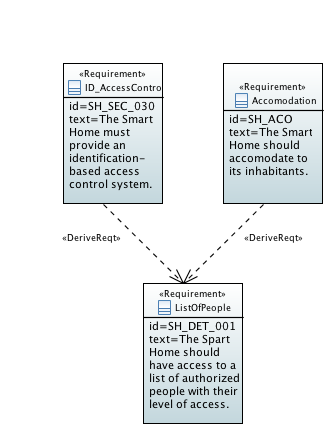 «Requirement»
ID_AccessContro
id=SH_SEC_030
text=The Smart
Home must
provide an
identification-
based access
control system.
«Requirement»
Accomodation
id=SH_ACO
text=The Smart
Home should
accomodate to
its inhabitants.
«DeriveReqt»
«DeriveReqt»
«Requirement»
ListOfPeople
id=SH_DET_001
text=The Spart
Home should
have access to a
list of authorized
people with their
level of access.